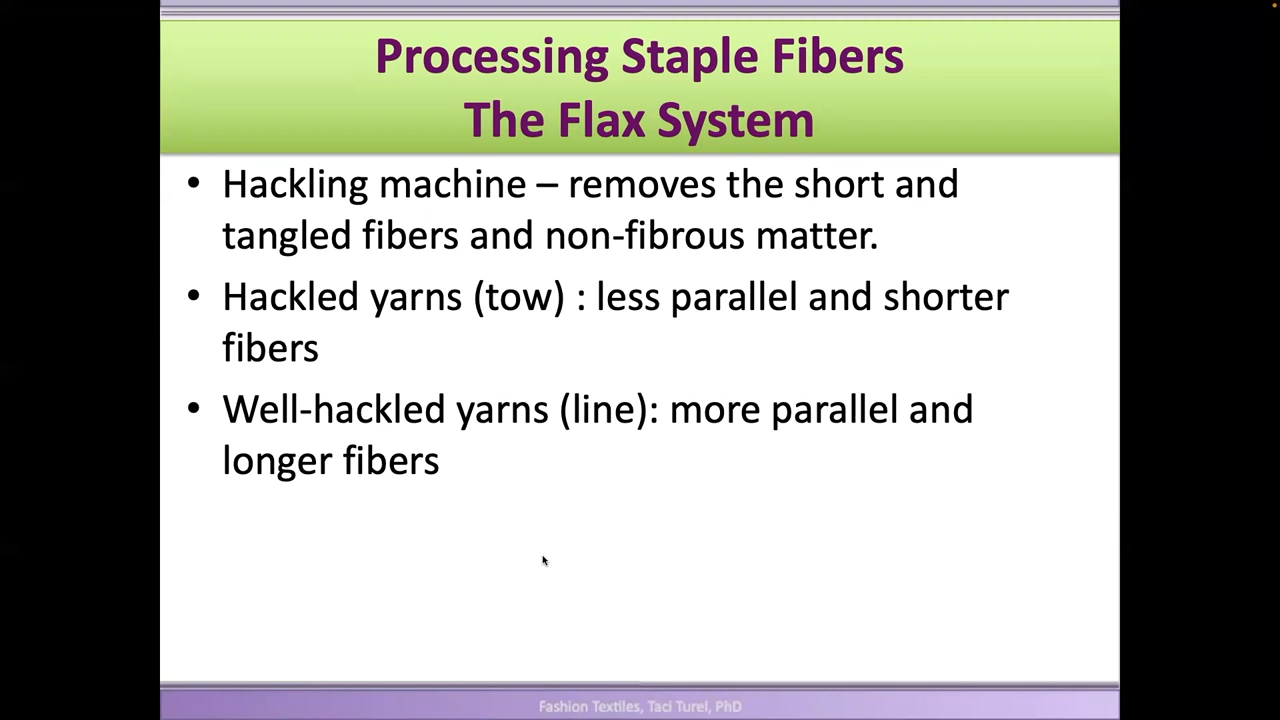 Processing Staple Fibers
The Flax System
• Hackling machine – removes the short and
tangled fibers and non-fibrous matter.
• Hackled yarns (tow) : less parallel and shorter
fibers
• Well-hackled yarns (line): more parallel and
longer fibers
Fashion Textiles, Taci Turel, PhD